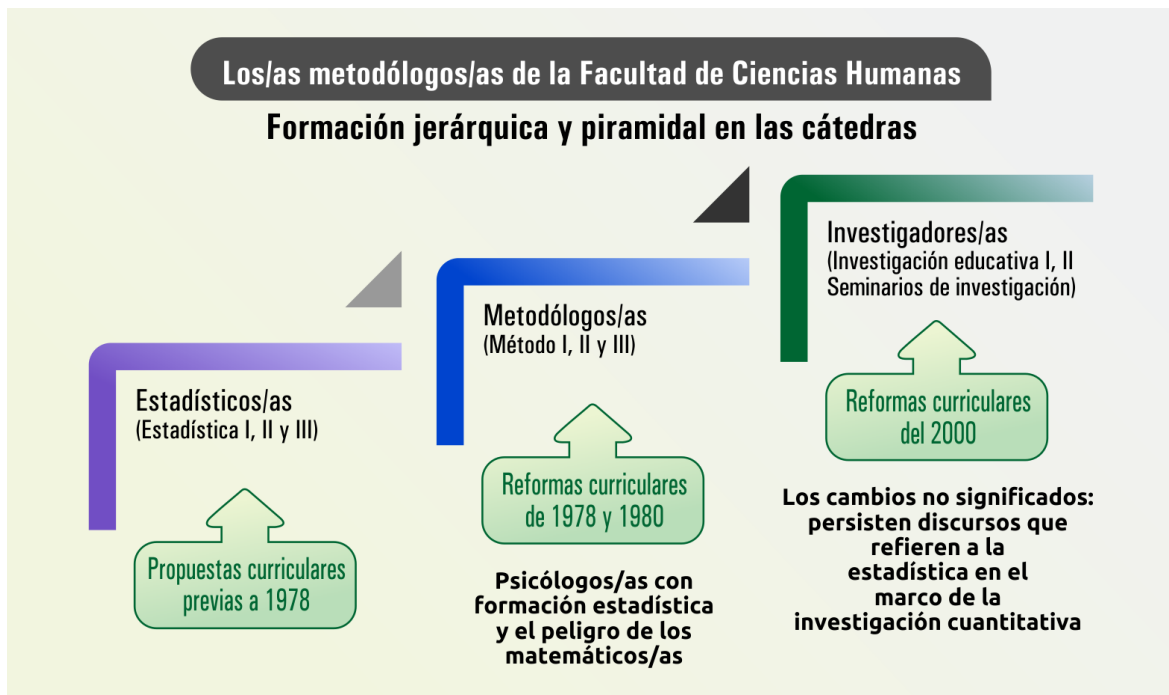 Los/as metodólogos/as de la Facultad de Ciencias Humanas
Formación jerárquica y piramidal en las cátedras
Estadísticos/as
(Estadística I, II y III)
Propuestas curriculares
previas a 1978
Metodólogos/as
(Método I, II y III)
Reformas curriculares
de 1978 y 1980
Psicólogos/as con
formación estadística
y el peligro de los
matemáticos/as
Investigadores/as
(Investigación educativa I, II
Seminarios de investigación)
Reformas curriculares
del 2000
Los cambios no significados:
persisten discursos que
refieren a la
estadística en el
marco de la
investigación cuantitativa